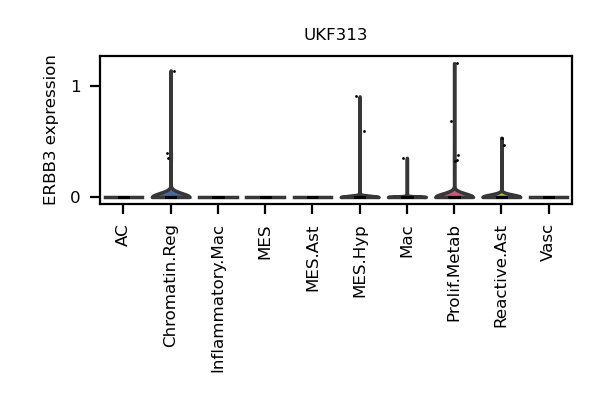 UKF313
ERBB3 expression
1
0
AC
Chromatin.Reg
Inflammatory.Mac
MES
MES.Ast
MES.Hyp
Mac
Prolif.Metab
Reactive.Ast
Vasc